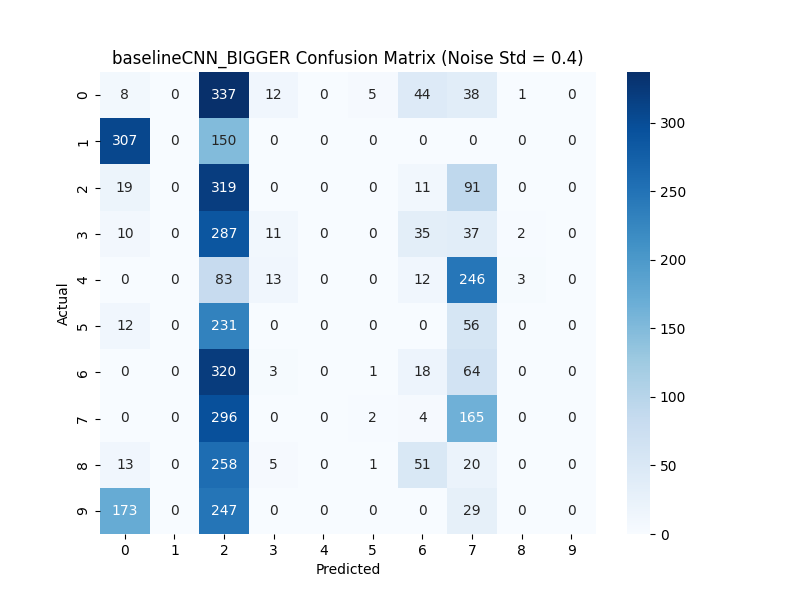 baselineCNN_BIGGER Confusion Matrix (Noise Std = 0.4)
0 8 0 337 12 0 5 44 38 1 0
1 307 0 150 0 0 0 0 0 0 0
2 19 0 319 0 0 0 11 91 0 0
3 10 0 287 11 0 0 35 37 2 0
4 0 0 83 13 0 0 12 246 3 0
5 12 0 231 0 0 0 0 56 0 0
6 0 0 320 3 0 1 18 64 0 0
7 0 0 296 0 0 2 4 165 0 0
8 13 0 258 5 0 1 51 20 0 0
9 173 0 247 0 0 0 0 29 0 0
0 1 2 3 4 5 6 7 8 9
Predicted
Actual
300
250
200
150
100
50
0